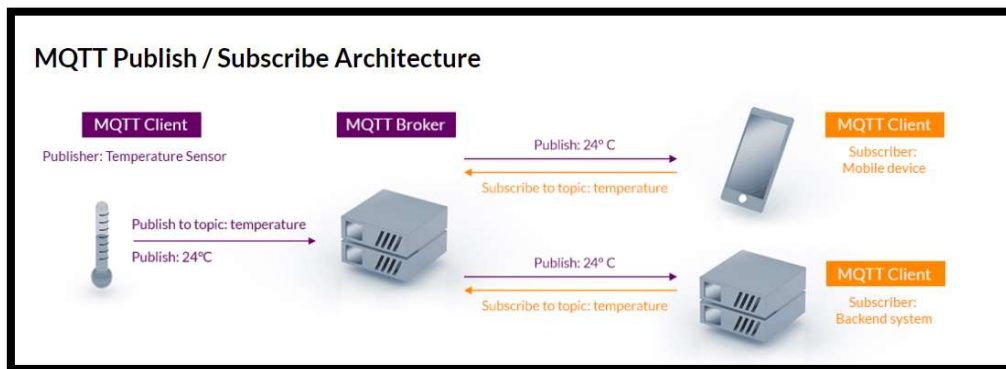 MQTT Publish / Subscribe Architecture
MQTT Client
Publisher: Temperature Sensor
Publish to topic: temperature
Publish: 24°C
MQTT Broker
Publish: 24° C
Subscribe to topic: temperature
MQTT Client
Subscriber:
Mobile device
Publish: 24° C
Subscribe to topic: temperature
MQTT Client
Subscriber:
Backend system